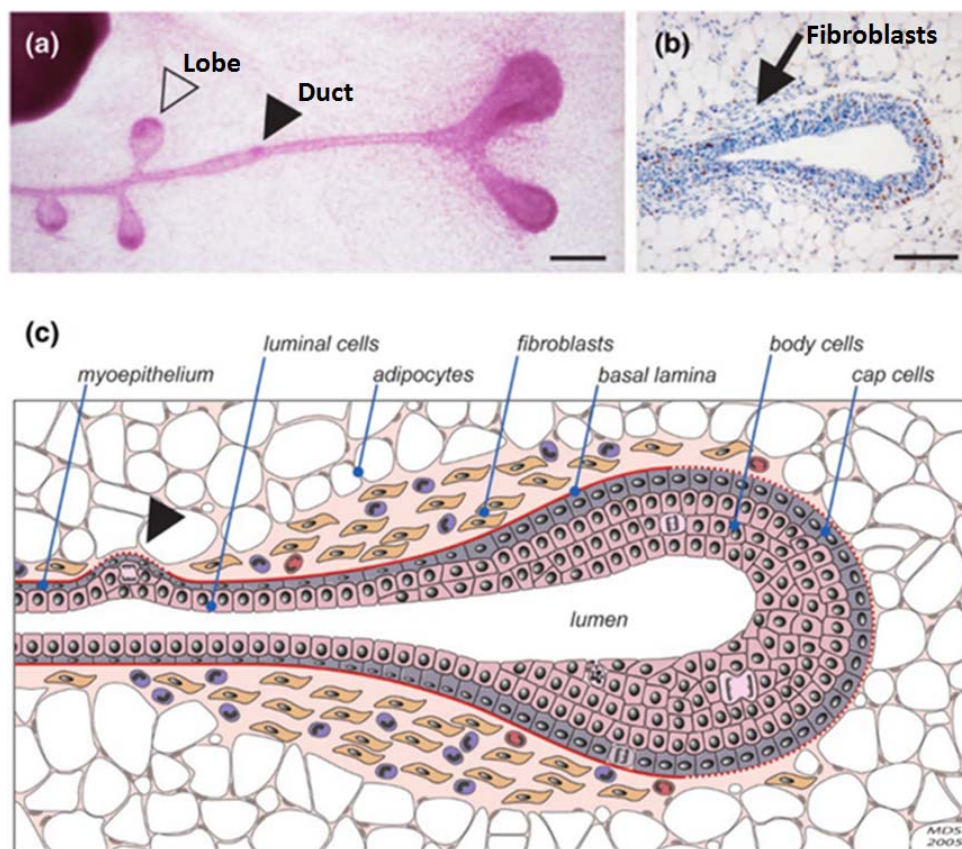 (a)
Lobe
Duct
(b)
Fibroblasts
(c)
luminal cells
fibroblasts
body cells
myoepithelium
adipocytes
basal lamina
cap cells
lumen
MDS
2005